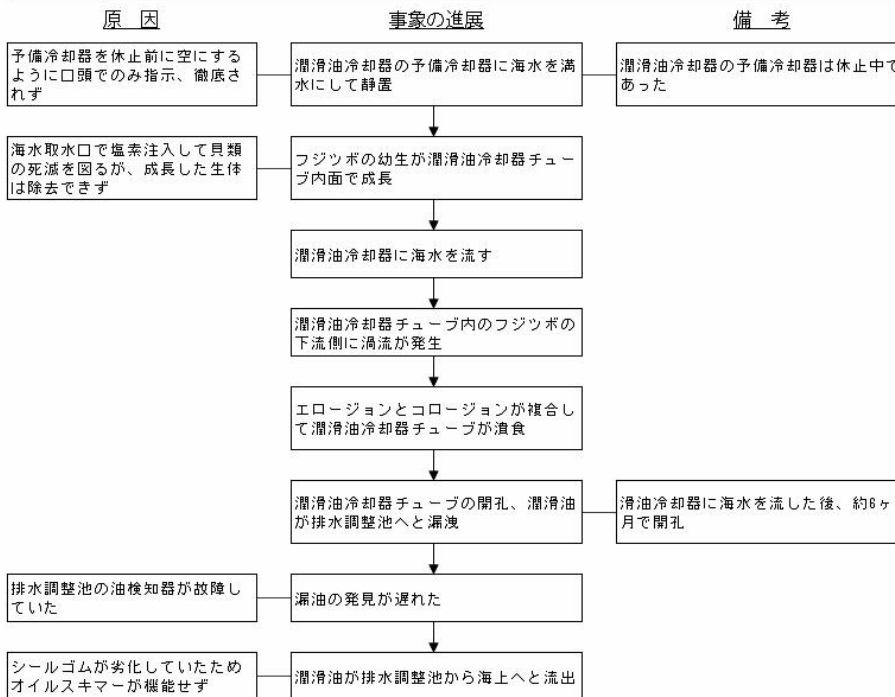 原 因
事象の進展
備 考
予備冷却器を休止前に空にする
ように口頭でのみ指示、徹底さ
れず
潤滑油冷却器の予備冷却器に海水を満
水にして静置
潤滑油冷却器の予備冷却器は休止中で
あった
海水取水口で塩素注入して貝類
の死滅を図るが、成長した生体
は除去できず
フジツボの幼生が潤滑油冷却器チュー
ブ内面で成長
潤滑油冷却器に海水を流す
潤滑油冷却器チューブ内のフジツボの
下流側に渦流が発生
エロージョンとコロージョンが複合し
て潤滑油冷却器チューブが潰食
潤滑油冷却器チューブの開孔、潤滑油
が排水調整池へと漏洩
滑油冷却器に海水を流した後、約6ヶ
月で開孔
排水調整池の油検知器が故障し
ていた
漏油の発見が遅れた
シールゴムが劣化していたため
オイルスキマーが機能せず
潤滑油が排水調整池から海上へと流出